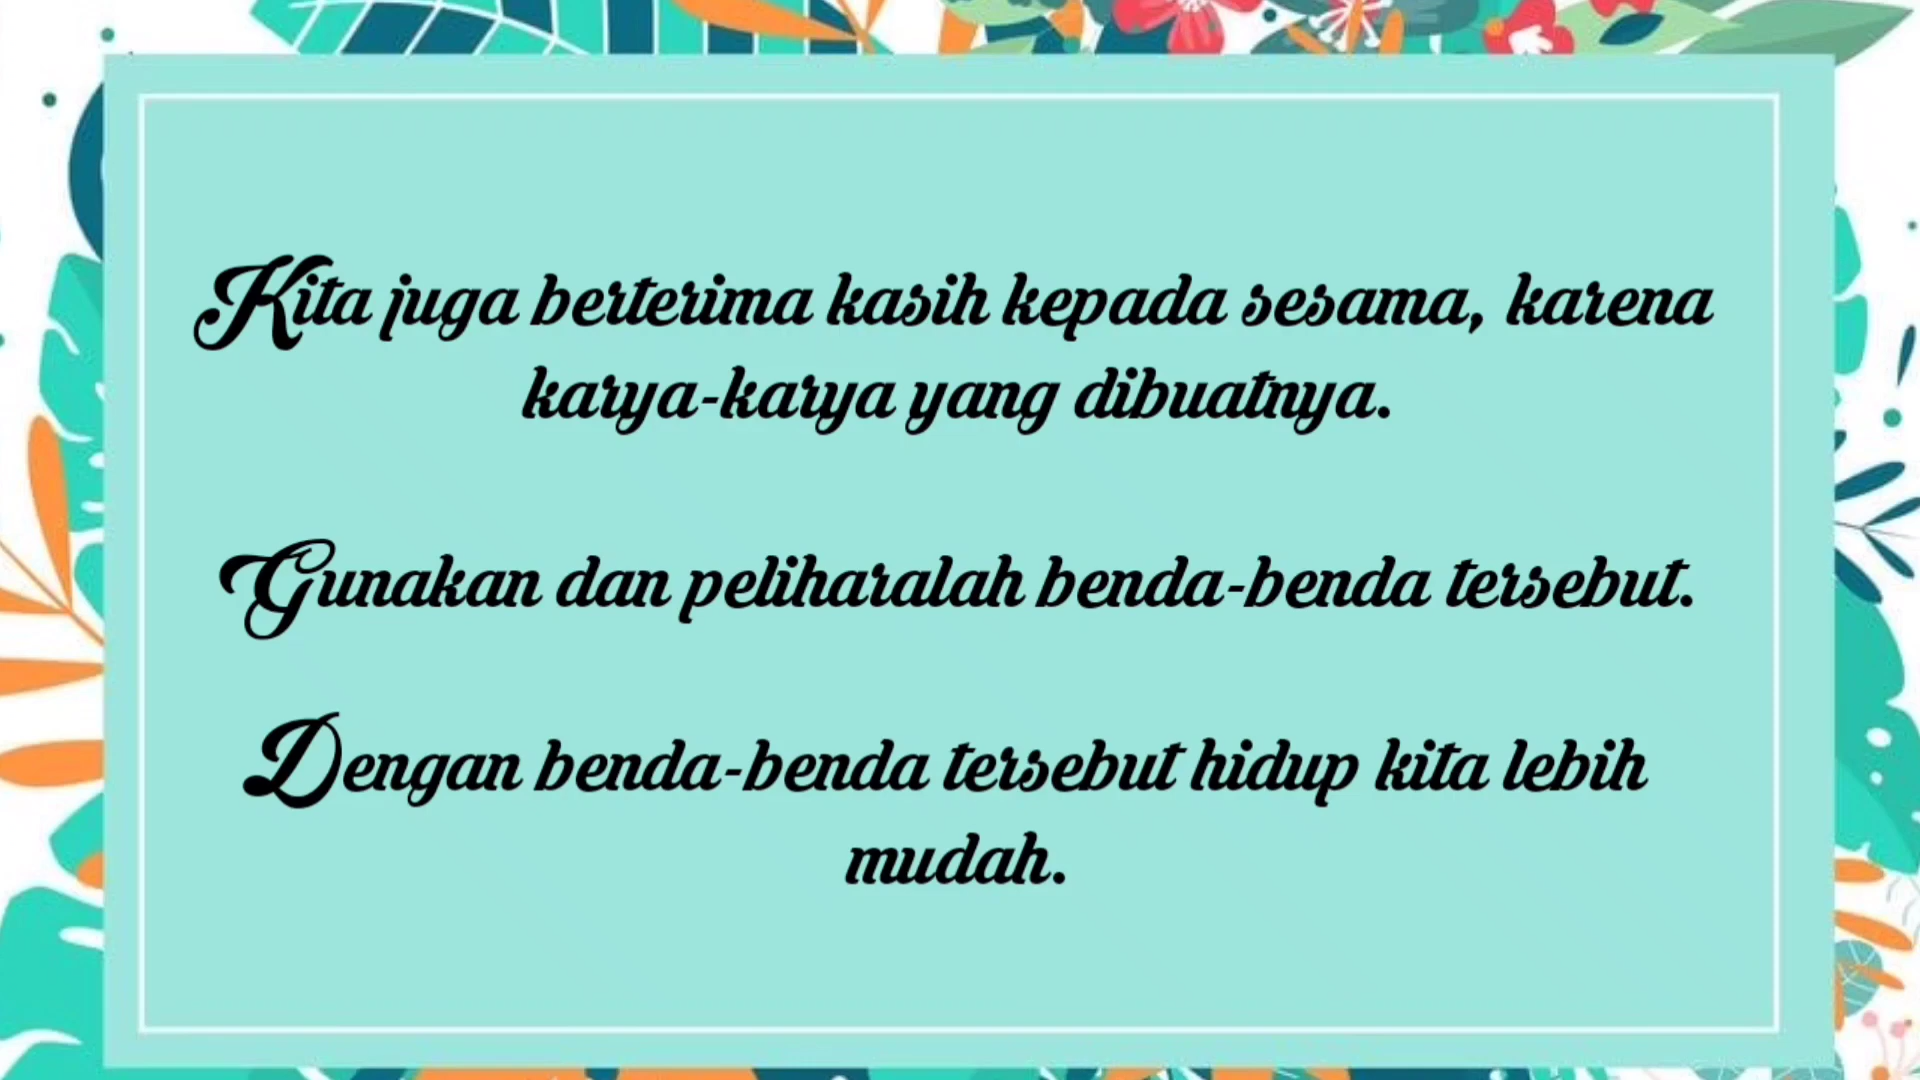 Kita juga berterima kasih kepada sesama, karena
karya-karya yang dibuatnya.
Gunakan dan peliharalah benda-benda tersebut.
Dengan benda-benda tersebut hidup kita lebih
mudah.